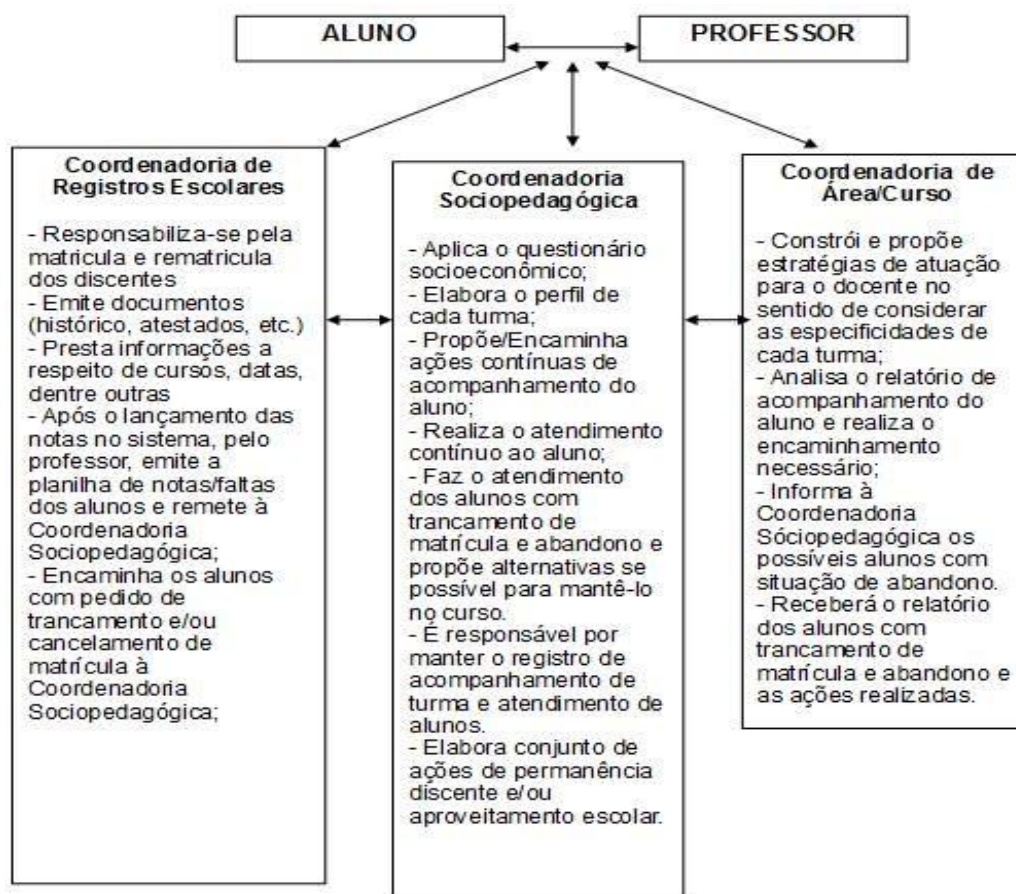 ALUNO
PROFESSOR
Coordenadoria de
Registros Escolares
- Responsabiliza-se pela
matricula e rematricula
dos discentes
- Emite documentos
(histórico, atestados, etc.)
- Presta informações a
respeito de cursos, datas,
dentre outras
- Após o lançamento das
notas no sistema, pelo
professor, emite a
planilha de notas/faltas
dos alunos e remete à
Coordenadoria
Sociopedagógica;
- Encaminha os alunos
com pedido de
trancamento e/ou
cancelamento de
matrícula à
Coordenadoria
Sociopedagógica;
Coordenadoria
Sociopedagógica
- Aplica o questionário
socioeconômico;
- Elabora o perfil de
cada turma;
- Propõe/Encaminha
ações contínuas de
acompanhamento do
aluno;
- Realiza o atendimento
contínuo ao aluno;
- Faz o atendimento
dos alunos com
trancamento de
matrícula e abandono e
propõe alternativas se
possível para mantê-lo
no curso.
- É responsável por
manter o registro de
acompanhamento de
turma e atendimento de
alunos.
- Elabora conjunto de
ações de permanência
discente e/ou
aproveitamento escolar.
Coordenadoria de
Área/Curso
- Constrói e propõe
estratégias de atuação
para o docente no
sentido de considerar
as especificidades de
cada turma;
- Analisa o relatório de
acompanhamento do
aluno e realiza o
encaminhamento
necessário;
- Informa à
Coordenadoria
Sóciopedagógica os
possíveis alunos com
situação de abandono.
- Receberá o relatório
dos alunos com
trancamento de
matrícula e abandono e
as ações realizadas.